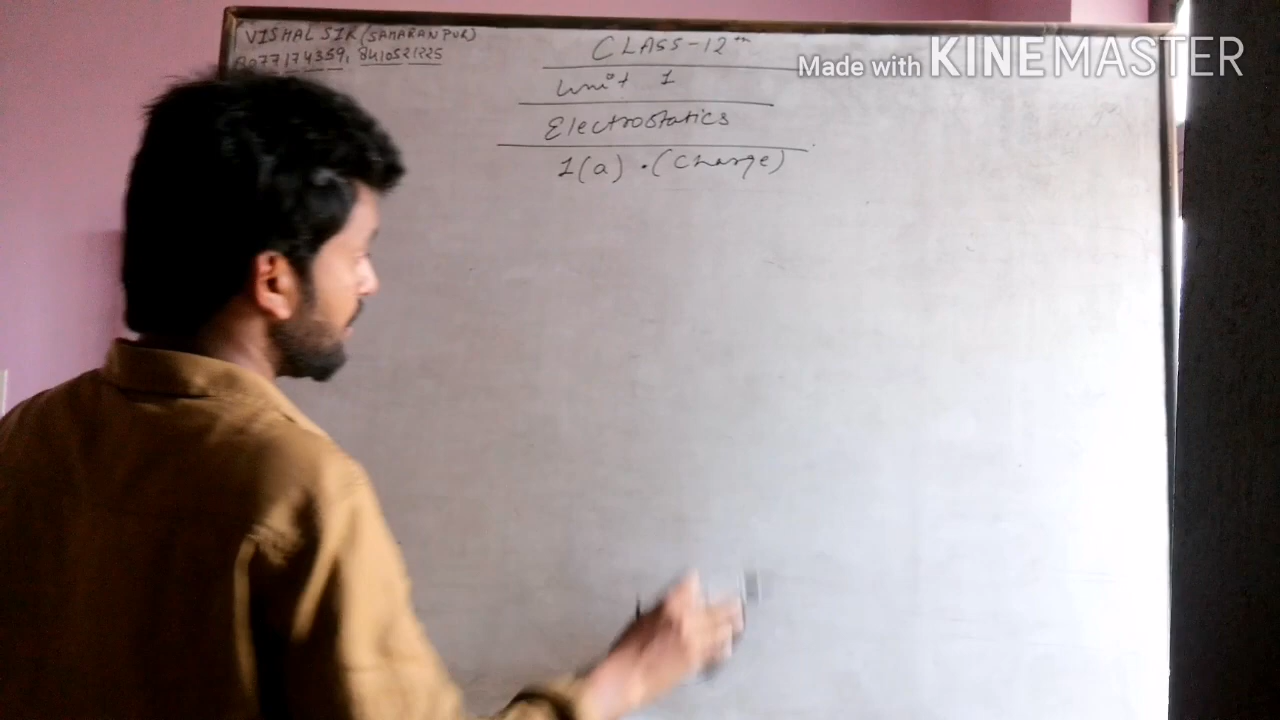 VISHAL SIR (SAHARANPUR)
8077174359, 8410521225
CLASS-12th
Unit 1
Electrostatics
1(a) . (Charge)
Made with KINEMASTER